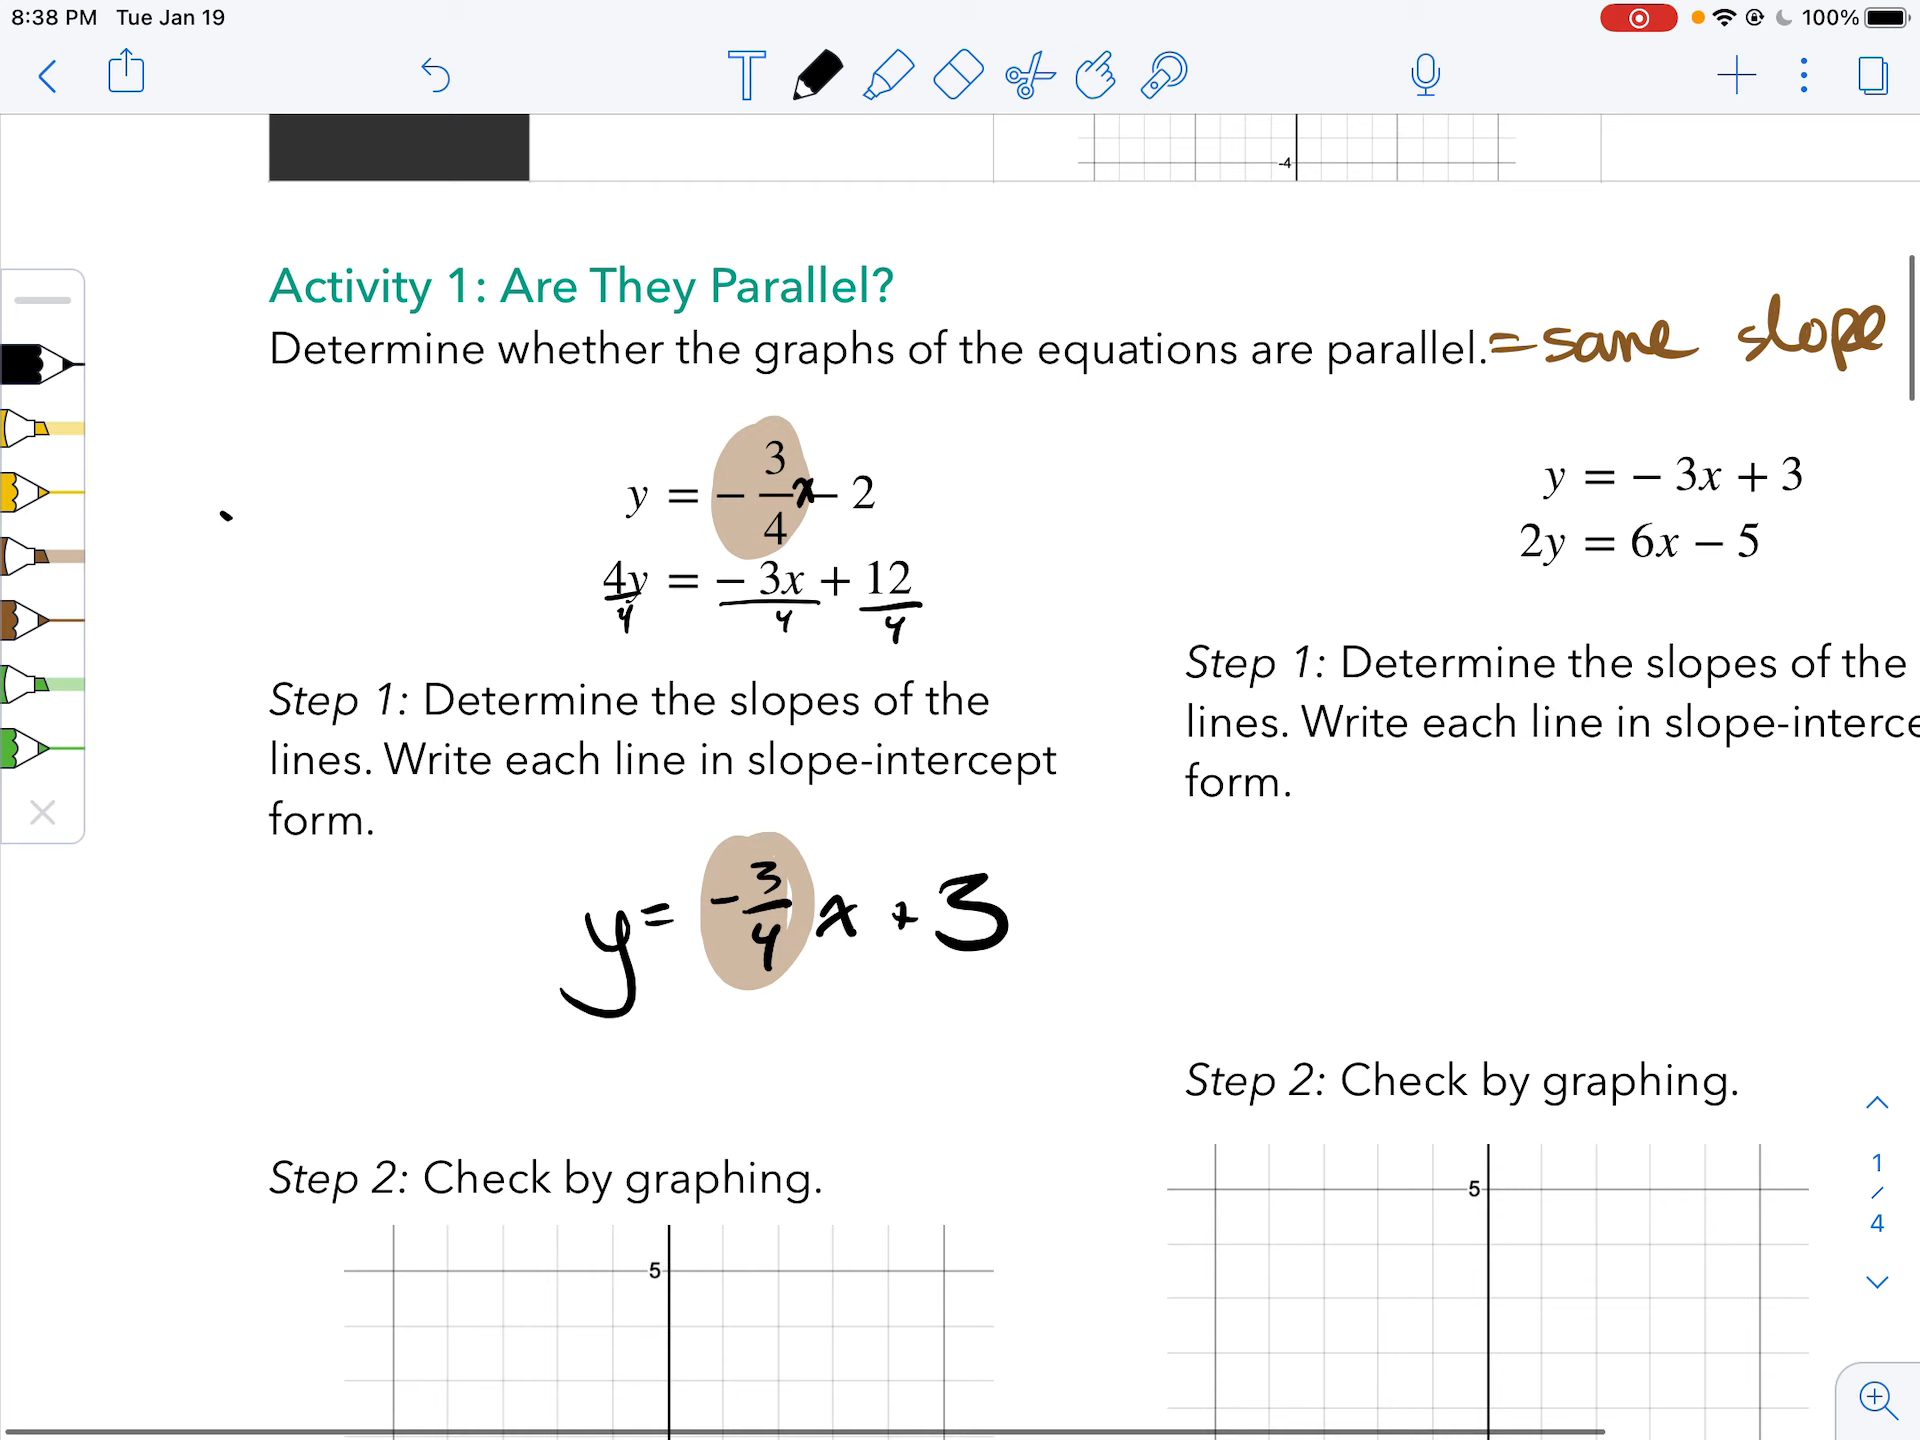 8:38 PM Tue Jan 19 100%
T
-4
Activity 1: Are They Parallel?
Determine whether the graphs of the equations are parallel. = same slope
y = − 3/4 x − 2
4y/4 = − 3x/4 + 12/4
Step 1: Determine the slopes of the
lines. Write each line in slope-intercept
form.
y = - 3/4 x + 3
Step 2: Check by graphing.
5
y = − 3x + 3
2y = 6x − 5
Step 1: Determine the slopes of the
lines. Write each line in slope-interce
form.
Step 2: Check by graphing.
5
1
/
4